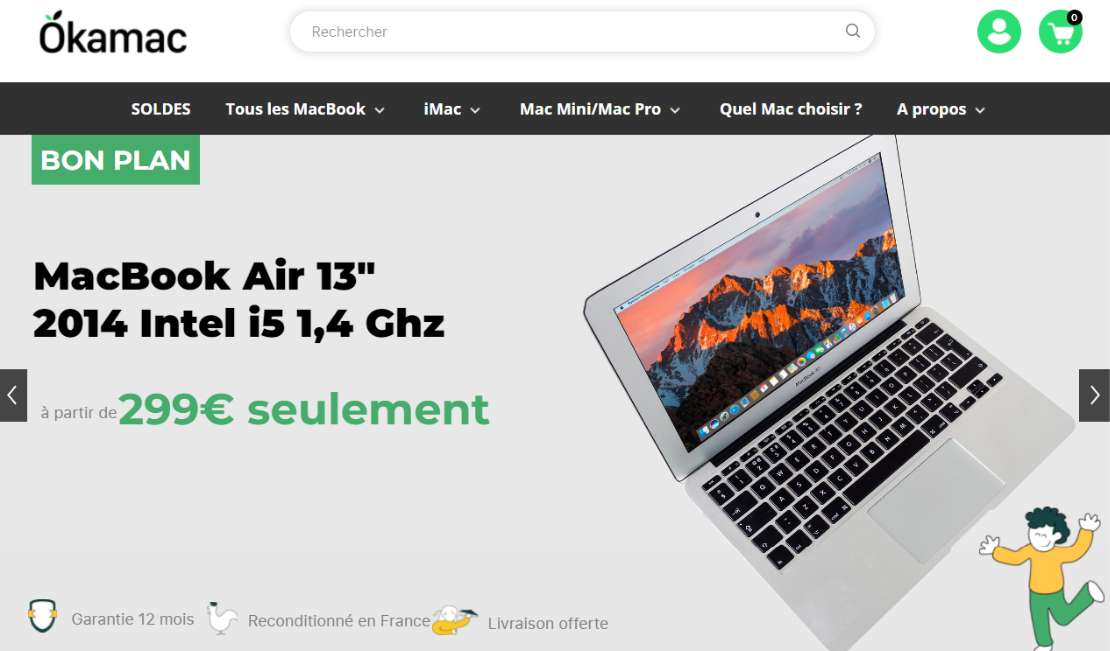 Ökamac
Rechercher
0
SOLDES Tous les MacBook iMac Mac Mini/Mac Pro Quel Mac choisir ? A propos
BON PLAN
MacBook Air 13"
2014 Intel i5 1,4 Ghz
à partir de 299€ seulement
MacBook Air
Garantie 12 mois Reconditionné en France Livraison offerte